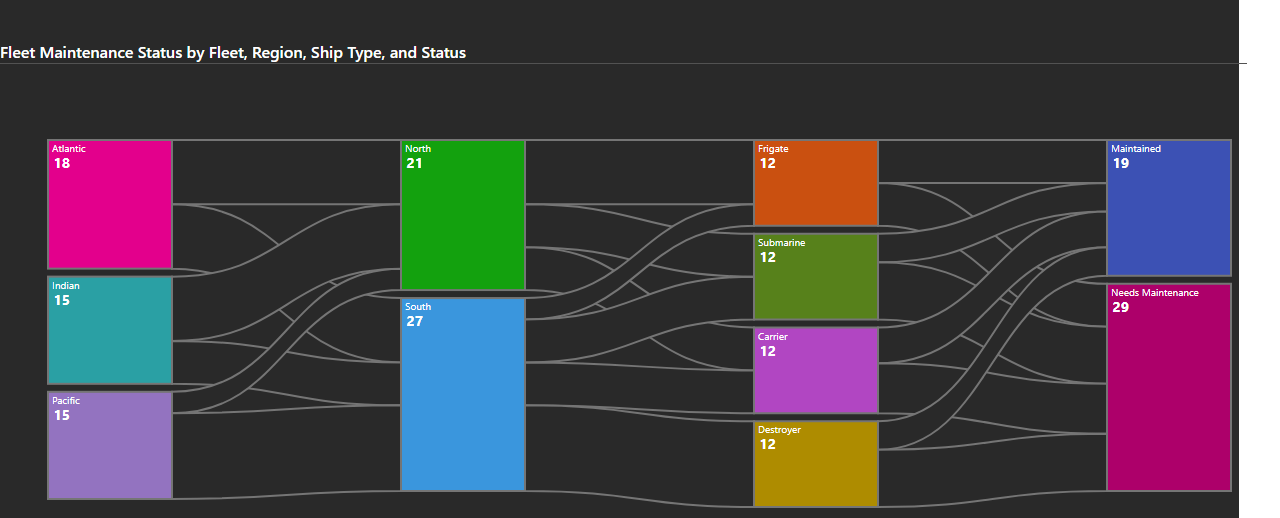 Fleet Maintenance Status by Fleet, Region, Ship Type, and Status
Atlantic
18
Indian
15
Pacific
15
North
21
South
27
Frigate
12
Submarine
12
Carrier
12
Destroyer
12
Maintained
19
Needs Maintenance
29